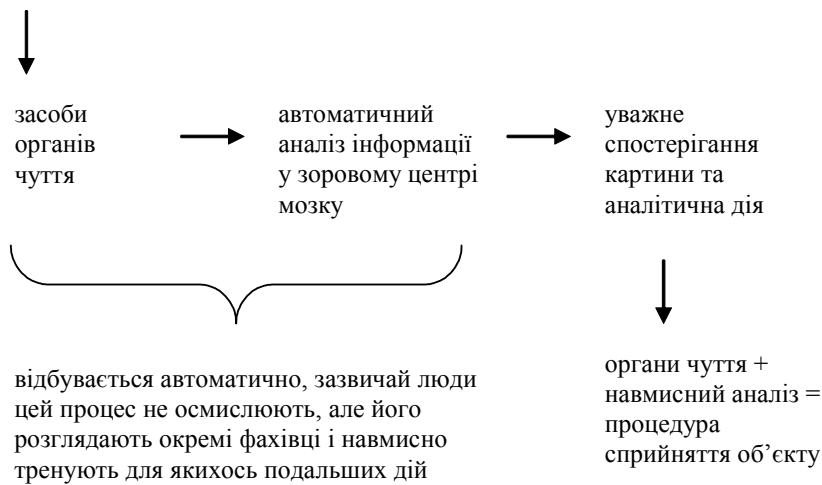 засоби
органів
чуття
автоматичний
аналіз інформації
у зоровому центрі
мозку
уважне
спостерігання
картини та
аналітична дія
відбувається автоматично, зазвичай люди
цей процес не осмислюють, але його
розглядають окремі фахівці і навмисно
тренують для якихось подальших дій
органи чуття +
навмисний аналіз =
процедура
сприйняття об’єкту